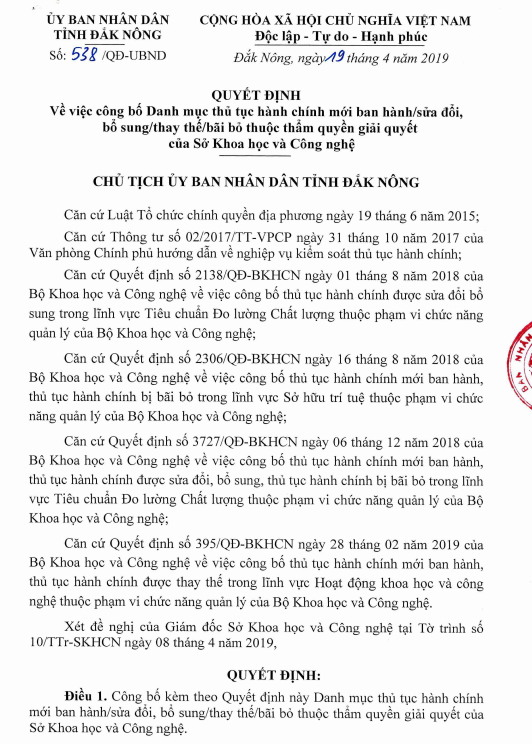 ỦY BAN NHÂN DÂN
TỈNH ĐẮK NÔNG
Số: 538 /QĐ-UBND
CỘNG HÒA XÃ HỘI CHỦ NGHĨA VIỆT NAM
Độc lập - Tự do - Hạnh phúc
Đắk Nông, ngày 19 tháng 4 năm 2019
QUYẾT ĐỊNH
Về việc công bố Danh mục thủ tục hành chính mới ban hành/sửa đổi,
bổ sung/thay thế/bãi bỏ thuộc thẩm quyền giải quyết
của Sở Khoa học và Công nghệ
CHỦ TỊCH ỦY BAN NHÂN DÂN TỈNH ĐẮK NÔNG
Căn cứ Luật Tổ chức chính quyền địa phương ngày 19 tháng 6 năm 2015;
Căn cứ Thông tư số 02/2017/TT-VPCP ngày 31 tháng 10 năm 2017 của
Văn phòng Chính phủ hướng dẫn về nghiệp vụ kiểm soát thủ tục hành chính;
Căn cứ Quyết định số 2138/QĐ-BKHCN ngày 01 tháng 8 năm 2018 của
Bộ Khoa học và Công nghệ về việc công bố thủ tục hành chính được sửa đổi bổ
sung trong lĩnh vực Tiêu chuẩn Đo lường Chất lượng thuộc phạm vi chức năng
quản lý của Bộ Khoa học và Công nghệ;
Căn cứ Quyết định số 2306/QĐ-BKHCN ngày 16 tháng 8 năm 2018 của
Bộ Khoa học và Công nghệ về việc công bố thủ tục hành chính mới ban hành,
thủ tục hành chính bị bãi bỏ trong lĩnh vực Sở hữu trí tuệ thuộc phạm vi chức
năng quản lý của Bộ Khoa học và Công nghệ;
Căn cứ Quyết định số 3727/QĐ-BKHCN ngày 06 tháng 12 năm 2018 của
Bộ Khoa học và Công nghệ về việc công bố thủ tục hành chính mới ban hành,
thủ tục hành chính được sửa đổi, bổ sung, thủ tục hành chính bị bãi bỏ trong lĩnh
vực Tiêu chuẩn Đo lường Chất lượng thuộc phạm vi chức năng quản lý của Bộ
Khoa học và Công nghệ;
Căn cứ Quyết định số 395/QĐ-BKHCN ngày 28 tháng 02 năm 2019 của
Bộ Khoa học và Công nghệ về việc công bố thủ tục hành chính mới ban hành,
thủ tục hành chính được thay thế trong lĩnh vực Hoạt động khoa học và công
nghệ thuộc phạm vi chức năng quản lý của Bộ Khoa học và Công nghệ.
Xét đề nghị của Giám đốc Sở Khoa học và Công nghệ tại Tờ trình số
10/TTr-SKHCN ngày 08 tháng 4 năm 2019,
QUYẾT ĐỊNH:
Điều 1. Công bố kèm theo Quyết định này Danh mục thủ tục hành chính
mới ban hành/sửa đổi, bổ sung/thay thế/bãi bỏ thuộc thẩm quyền giải quyết của
Sở Khoa học và Công nghệ.
BAN NHÂN